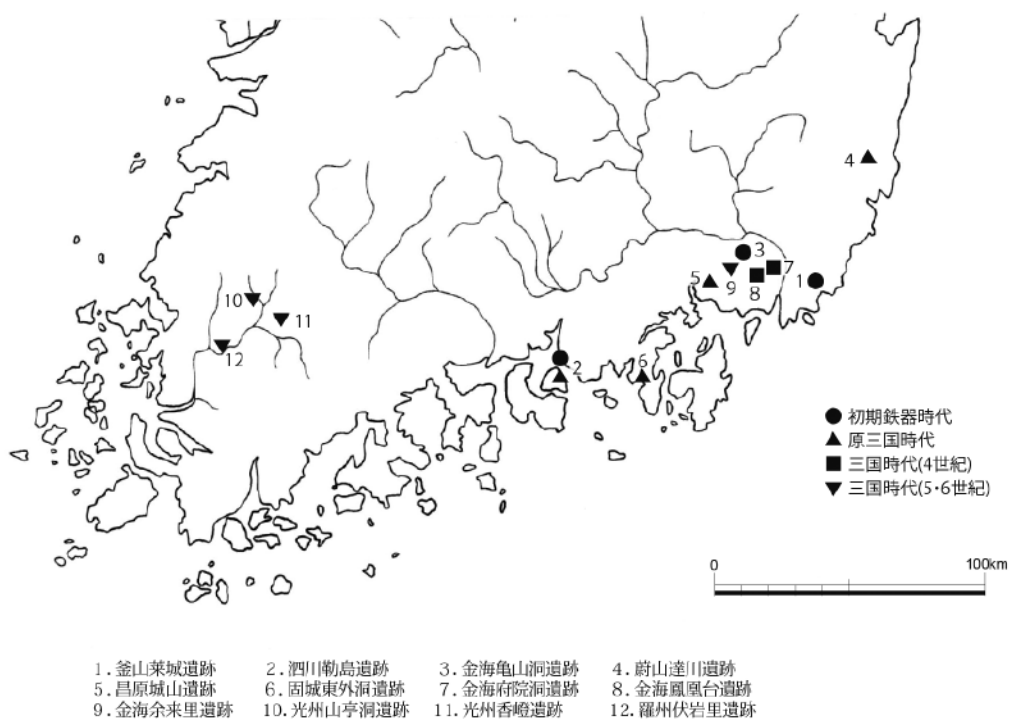 4
3
7
5
1
9
8
10
11
12
2
6
初期鉄器時代
原三国時代
三国時代(4世紀)
三国時代(5・6世紀)
0
100km
1.釜山莱城遺跡 2.泗川勒島遺跡 3.金海亀山洞遺跡 4.蔚山達川遺跡
5.昌原城山遺跡 6.固城東外洞遺跡 7.金海府院洞遺跡 8.金海鳳凰台遺跡
9.金海余来里遺跡 10.光州山亭洞遺跡 11.光州香嶝遺跡 12.羅州伏岩里遺跡